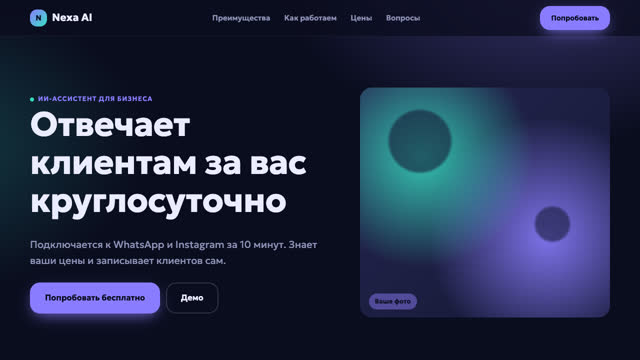 N Nexa AI
Преимущества Как работаем Цены Вопросы
Попробовать
ИИ-АССИСТЕНТ ДЛЯ БИЗНЕСА
Отвечает
клиентам за вас
круглосуточно
Подключается к WhatsApp и Instagram за 10 минут. Знает
ваши цены и записывает клиентов сам.
Попробовать бесплатно
Демо
Ваше фото